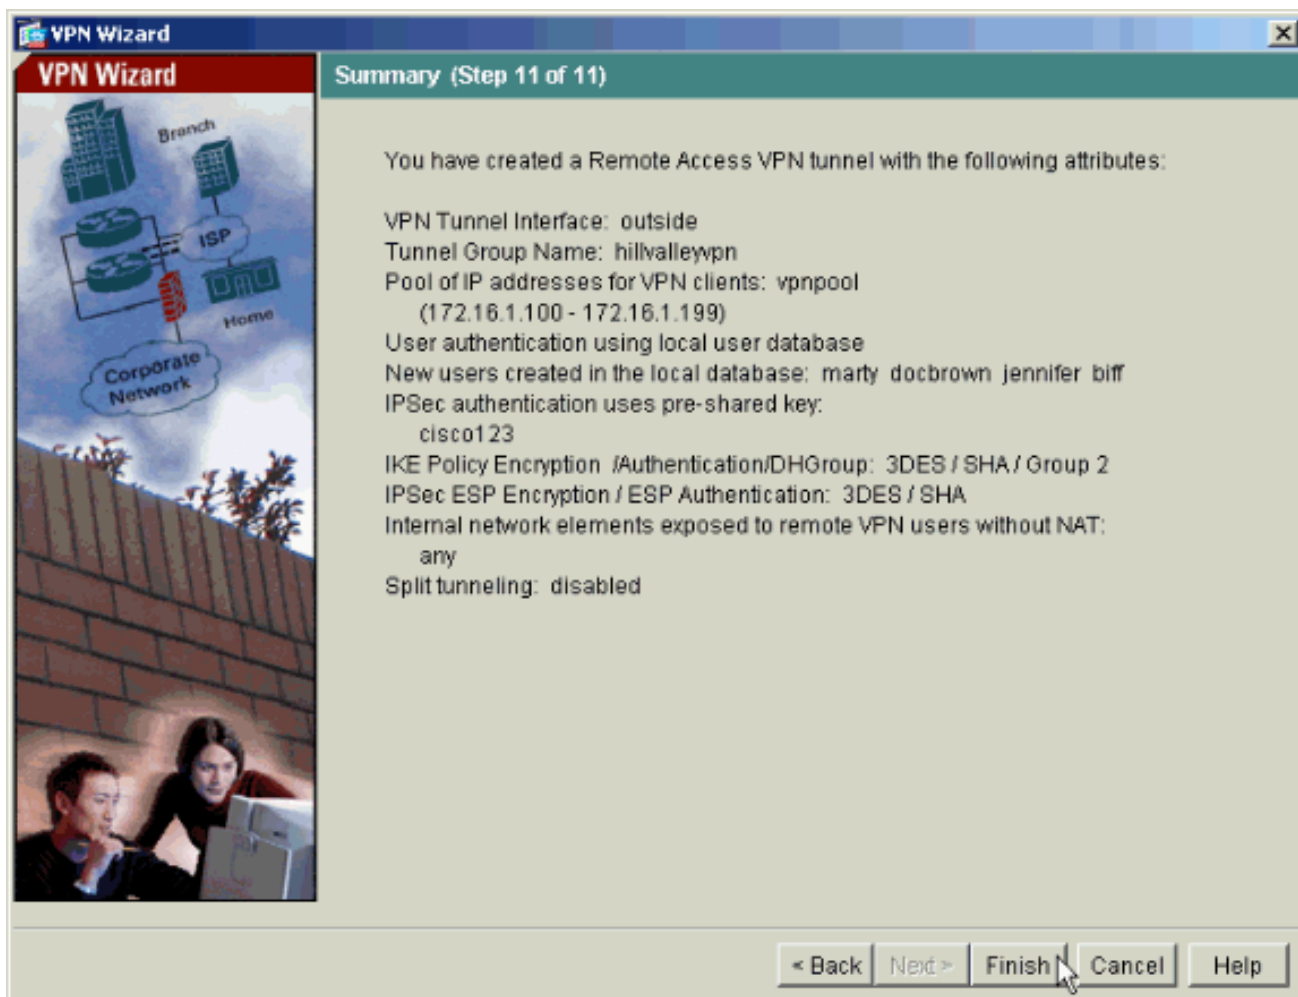 VPN Wizard
VPN Wizard
Summary (Step 11 of 11)
Branch
ISP
Home
Corporate
Network
You have created a Remote Access VPN tunnel with the following attributes:
VPN Tunnel Interface: outside
Tunnel Group Name: hillvalleyvpn
Pool of IP addresses for VPN clients: vpnpool
(172.16.1.100 - 172.16.1.199)
User authentication using local user database
New users created in the local database: marty docbrown jennifer biff
IPSec authentication uses pre-shared key:
cisco123
IKE Policy Encryption /Authentication/DHGroup: 3DES / SHA / Group 2
IPSec ESP Encryption / ESP Authentication: 3DES / SHA
Internal network elements exposed to remote VPN users without NAT:
any
Split tunneling: disabled
< Back Next > Finish Cancel Help